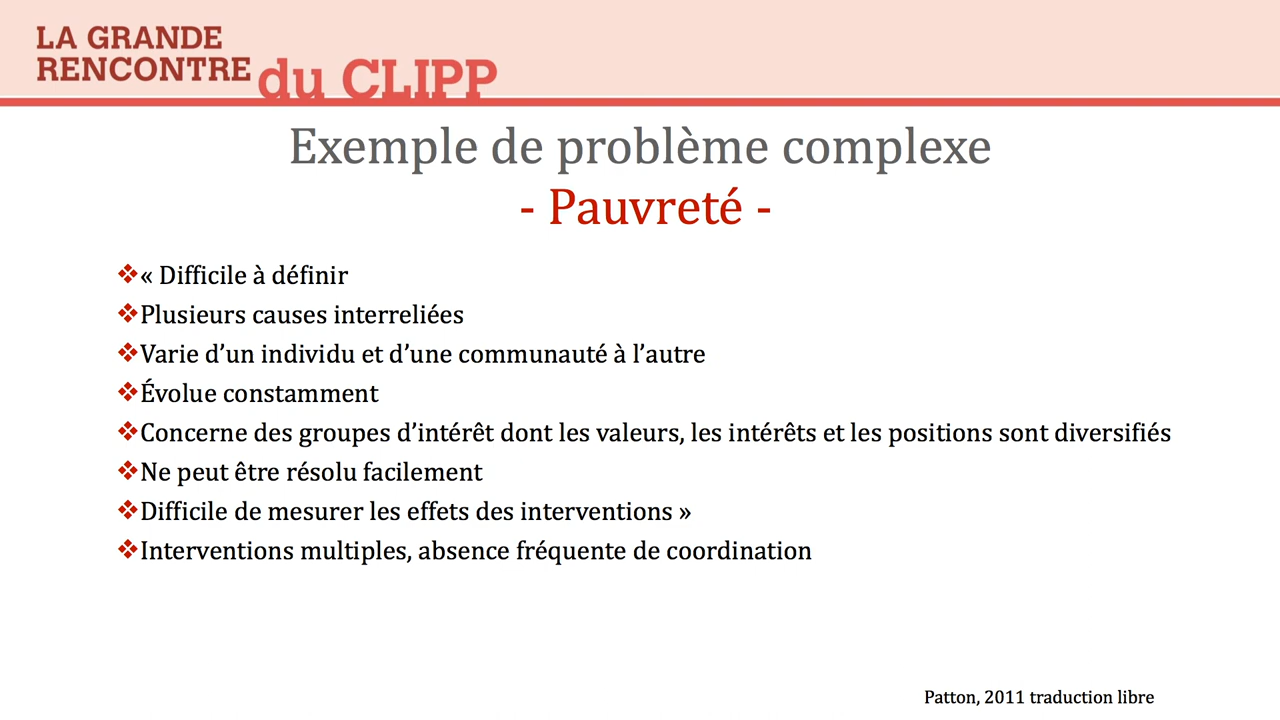 LA GRANDE
RENCONTRE du CLIPP
Exemple de problème complexe
- Pauvreté -
❖« Difficile à définir
❖Plusieurs causes interreliées
❖Varie d’un individu et d’une communauté à l’autre
❖Évolue constamment
❖Concerne des groupes d’intérêt dont les valeurs, les intérêts et les positions sont diversifiés
❖Ne peut être résolu facilement
❖Difficile de mesurer les effets des interventions »
❖Interventions multiples, absence fréquente de coordination
Patton, 2011 traduction libre